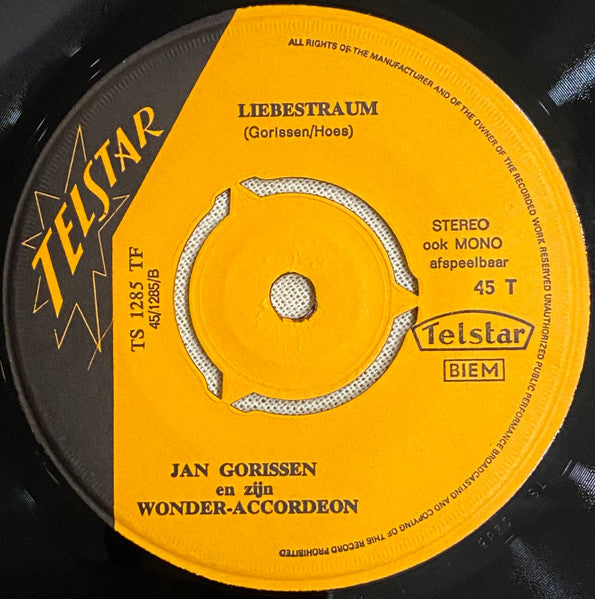 TELSTAR
ALL RIGHTS OF THE MANUFACTURER AND OF THE OWNER OF THE RECORDED WORK RESERVED UNAUTHORIZED PUBLIC PERFORMANCE BROADCASTING AND COPYING OF THIS RECORD PROHIBITED
LIEBESTRAUM
(Gorissen/Hoes)
TS 1285 TF
45/1285/B
STEREO
ook MONO
afspeelbaar
45 T
Telstar
BIEM
JAN GORISSEN
en zijn
WONDER-ACCORDEON